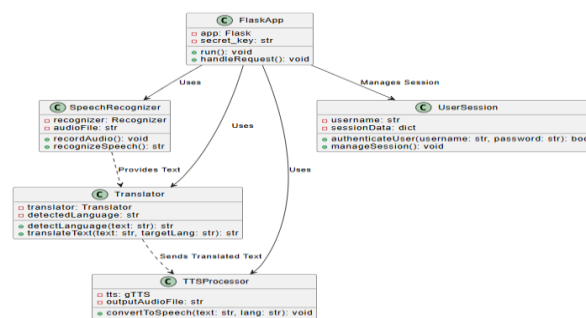 C FlaskApp
app: Flask
secret_key: str
run(): void
handleRequest(): void
Uses
Manages Session
C SpeechRecognizer
recognizer: Recognizer
audioFile: str
recordAudio(): void
recognizeSpeech(): str
C UserSession
username: str
sessionData: dict
authenticateUser(username: str, password: str): bool
manageSession(): void
Uses
Provides Text
Uses
C Translator
translator: Translator
detectedLanguage: str
detectLanguage(text: str): str
translateText(text: str, targetLang: str): str
Sends Translated Text
C TTSProcessor
tts: gTTS
outputAudioFile: str
convertToSpeech(text: str, lang: str): void